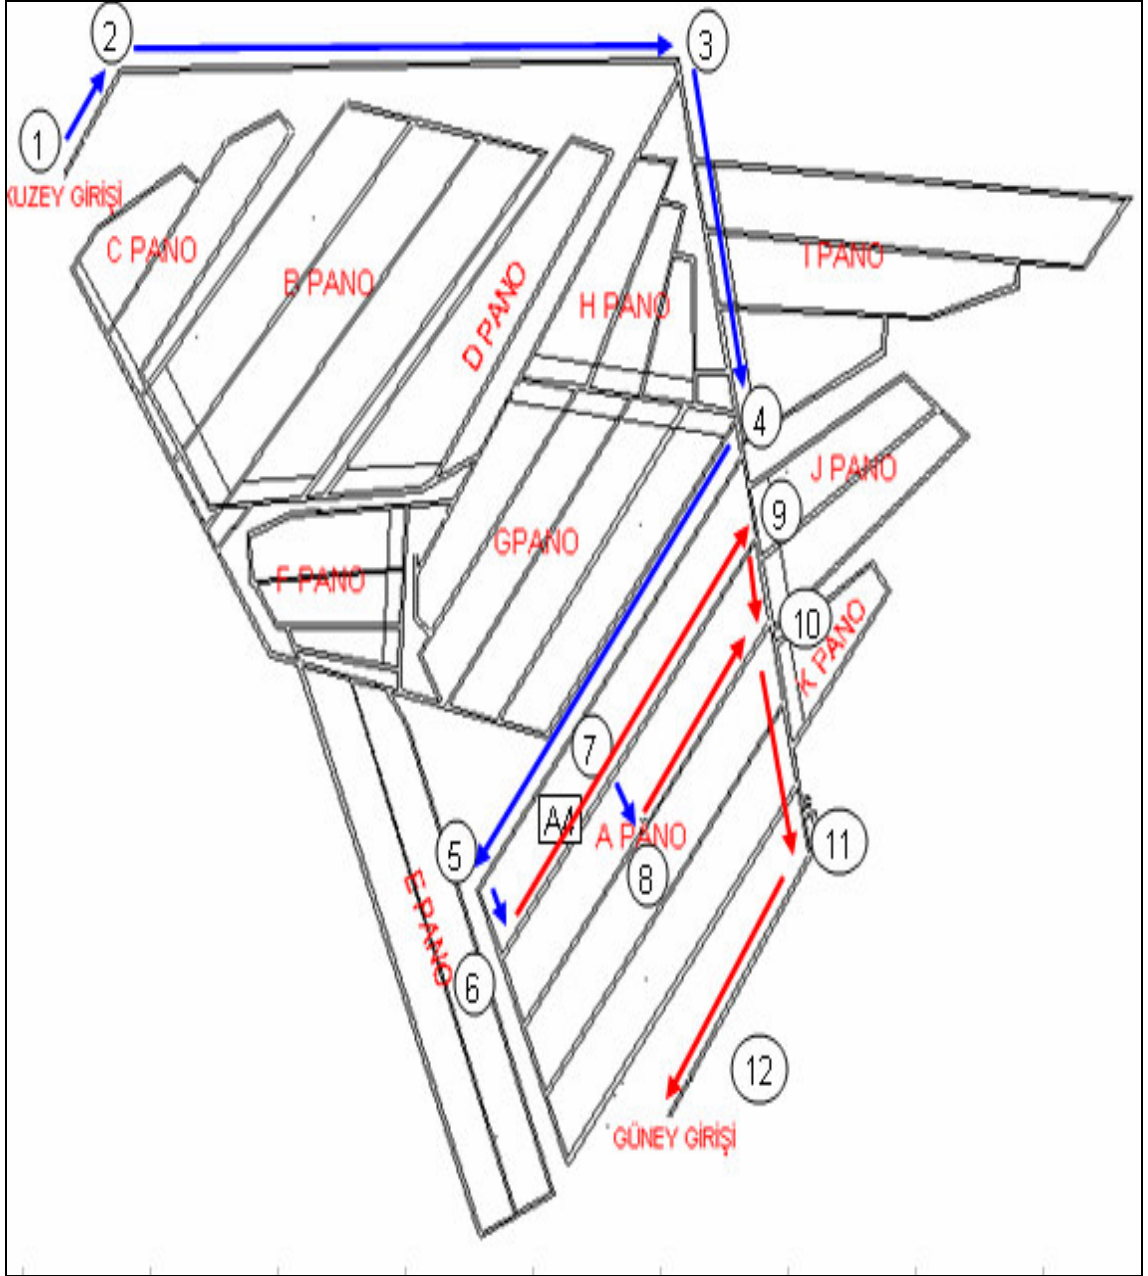 2
3
1
KUZEY GİRİŞİ
C PANO
B PANO
D PANO
H PANO
I PANO
4
J PANO
9
GPANO
F PANO
10
K PANO
7
A4
A PANO
11
5
8
E PANO
6
12
GÜNEY GİRİŞİ